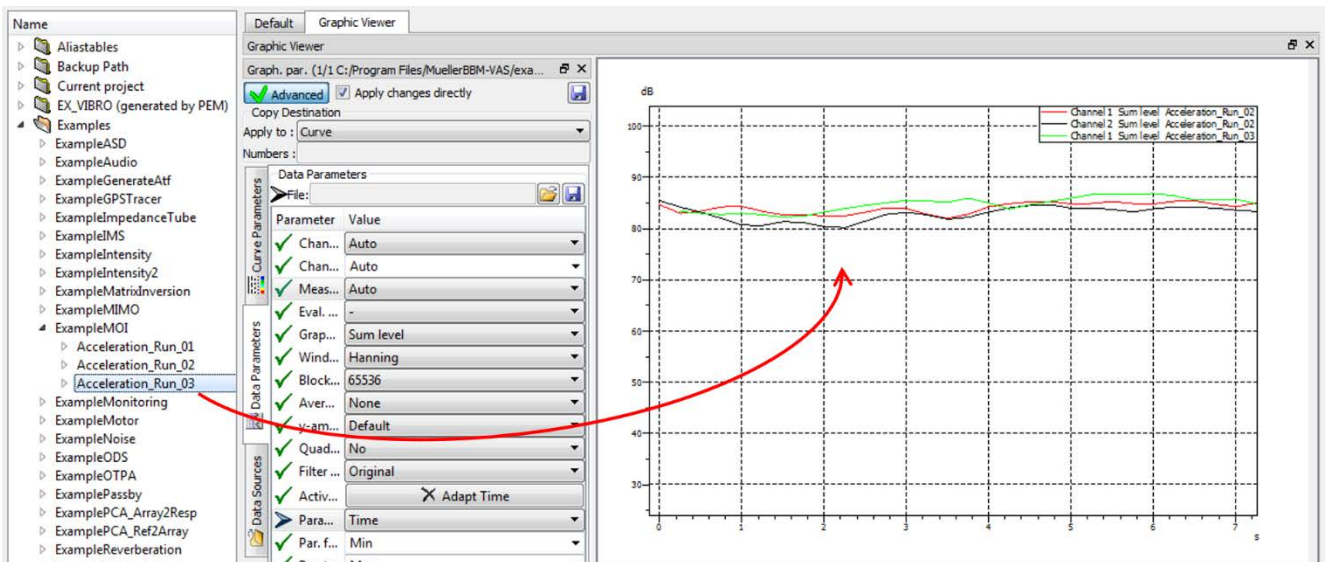 Name
Aliastables
Backup Path
Current project
EX_VIBRO (generated by PEM)
Examples
ExampleASD
ExampleAudio
ExampleGenerateAtf
ExampleGPSTracer
ExampleImpedanceTube
ExampleIMS
ExampleIntensity
ExampleIntensity2
ExampleMatrixInversion
ExampleMIMO
ExampleMOI
Acceleration_Run_01
Acceleration_Run_02
Acceleration_Run_03
ExampleMonitoring
ExampleMotor
ExampleNoise
ExampleODS
ExampleOTPA
ExamplePassby
ExamplePCA_Array2Resp
ExamplePCA_Ref2Array
ExampleReverberation
Default Graphic Viewer
Graphic Viewer
Graph. par. (1/1 C:/Program Files/MuellerBBM-VAS/exa...
Advanced Apply changes directly
Copy Destination
Apply to : Curve
Numbers :
Curve Parameters
Data Parameters
Data Sources
Data Parameters
File:
Parameter Value
Chan... Auto
Chan... Auto
Meas... Auto
Eval. ... -
Grap... Sum level
Wind... Hanning
Block... 65536
Aver... None
y-am... Default
Quad... No
Filter ... Original
Activ... Adapt Time
Para... Time
Par. f... Min
dB
Channel 1 Sum level Acceleration_Run_02
Channel 2 Sum level Acceleration_Run_02
Channel 1 Sum level Acceleration_Run_03
100
90
80
70
60
50
40
30
0 1 2 3 4 5 6 7
s